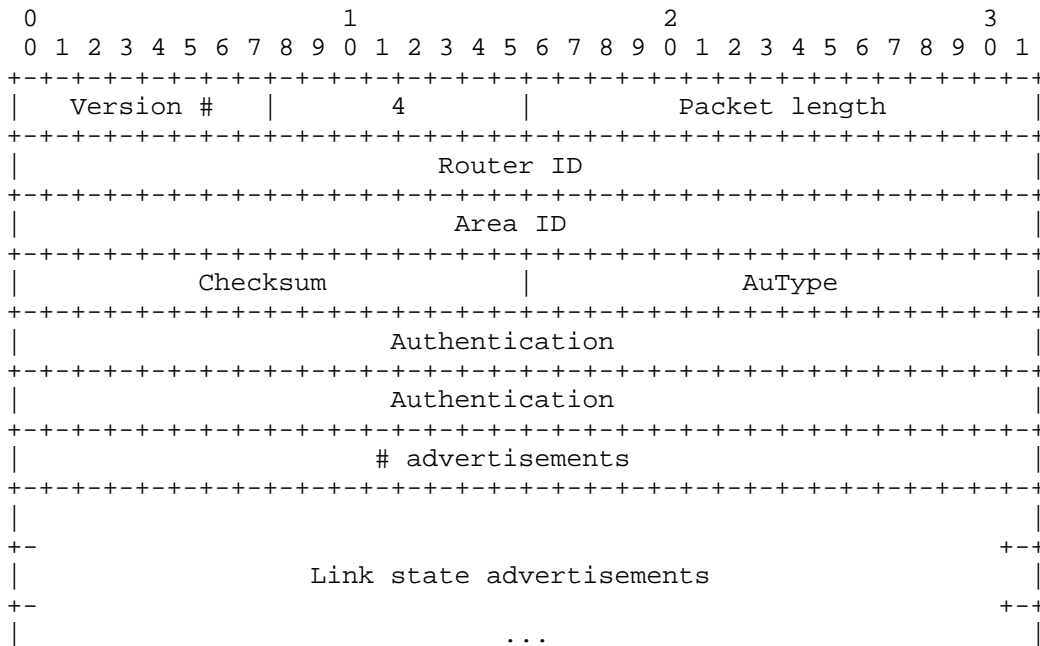 0                   1                   2                   3
 0 1 2 3 4 5 6 7 8 9 0 1 2 3 4 5 6 7 8 9 0 1 2 3 4 5 6 7 8 9 0 1
+-+-+-+-+-+-+-+-+-+-+-+-+-+-+-+-+-+-+-+-+-+-+-+-+-+-+-+-+-+-+-+-+
|   Version #   |       4       |         Packet length         |
+-+-+-+-+-+-+-+-+-+-+-+-+-+-+-+-+-+-+-+-+-+-+-+-+-+-+-+-+-+-+-+-+
|                          Router ID                            |
+-+-+-+-+-+-+-+-+-+-+-+-+-+-+-+-+-+-+-+-+-+-+-+-+-+-+-+-+-+-+-+-+
|                           Area ID                             |
+-+-+-+-+-+-+-+-+-+-+-+-+-+-+-+-+-+-+-+-+-+-+-+-+-+-+-+-+-+-+-+-+
|           Checksum            |             AuType            |
+-+-+-+-+-+-+-+-+-+-+-+-+-+-+-+-+-+-+-+-+-+-+-+-+-+-+-+-+-+-+-+-+
|                       Authentication                          |
+-+-+-+-+-+-+-+-+-+-+-+-+-+-+-+-+-+-+-+-+-+-+-+-+-+-+-+-+-+-+-+-+
|                       Authentication                          |
+-+-+-+-+-+-+-+-+-+-+-+-+-+-+-+-+-+-+-+-+-+-+-+-+-+-+-+-+-+-+-+-+
|                      # advertisements                         |
+-+-+-+-+-+-+-+-+-+-+-+-+-+-+-+-+-+-+-+-+-+-+-+-+-+-+-+-+-+-+-+-+
|                                                               |
+-                                                            +-+
|                  Link state advertisements                    |
+-                                                            +-+
|                              ...                              |